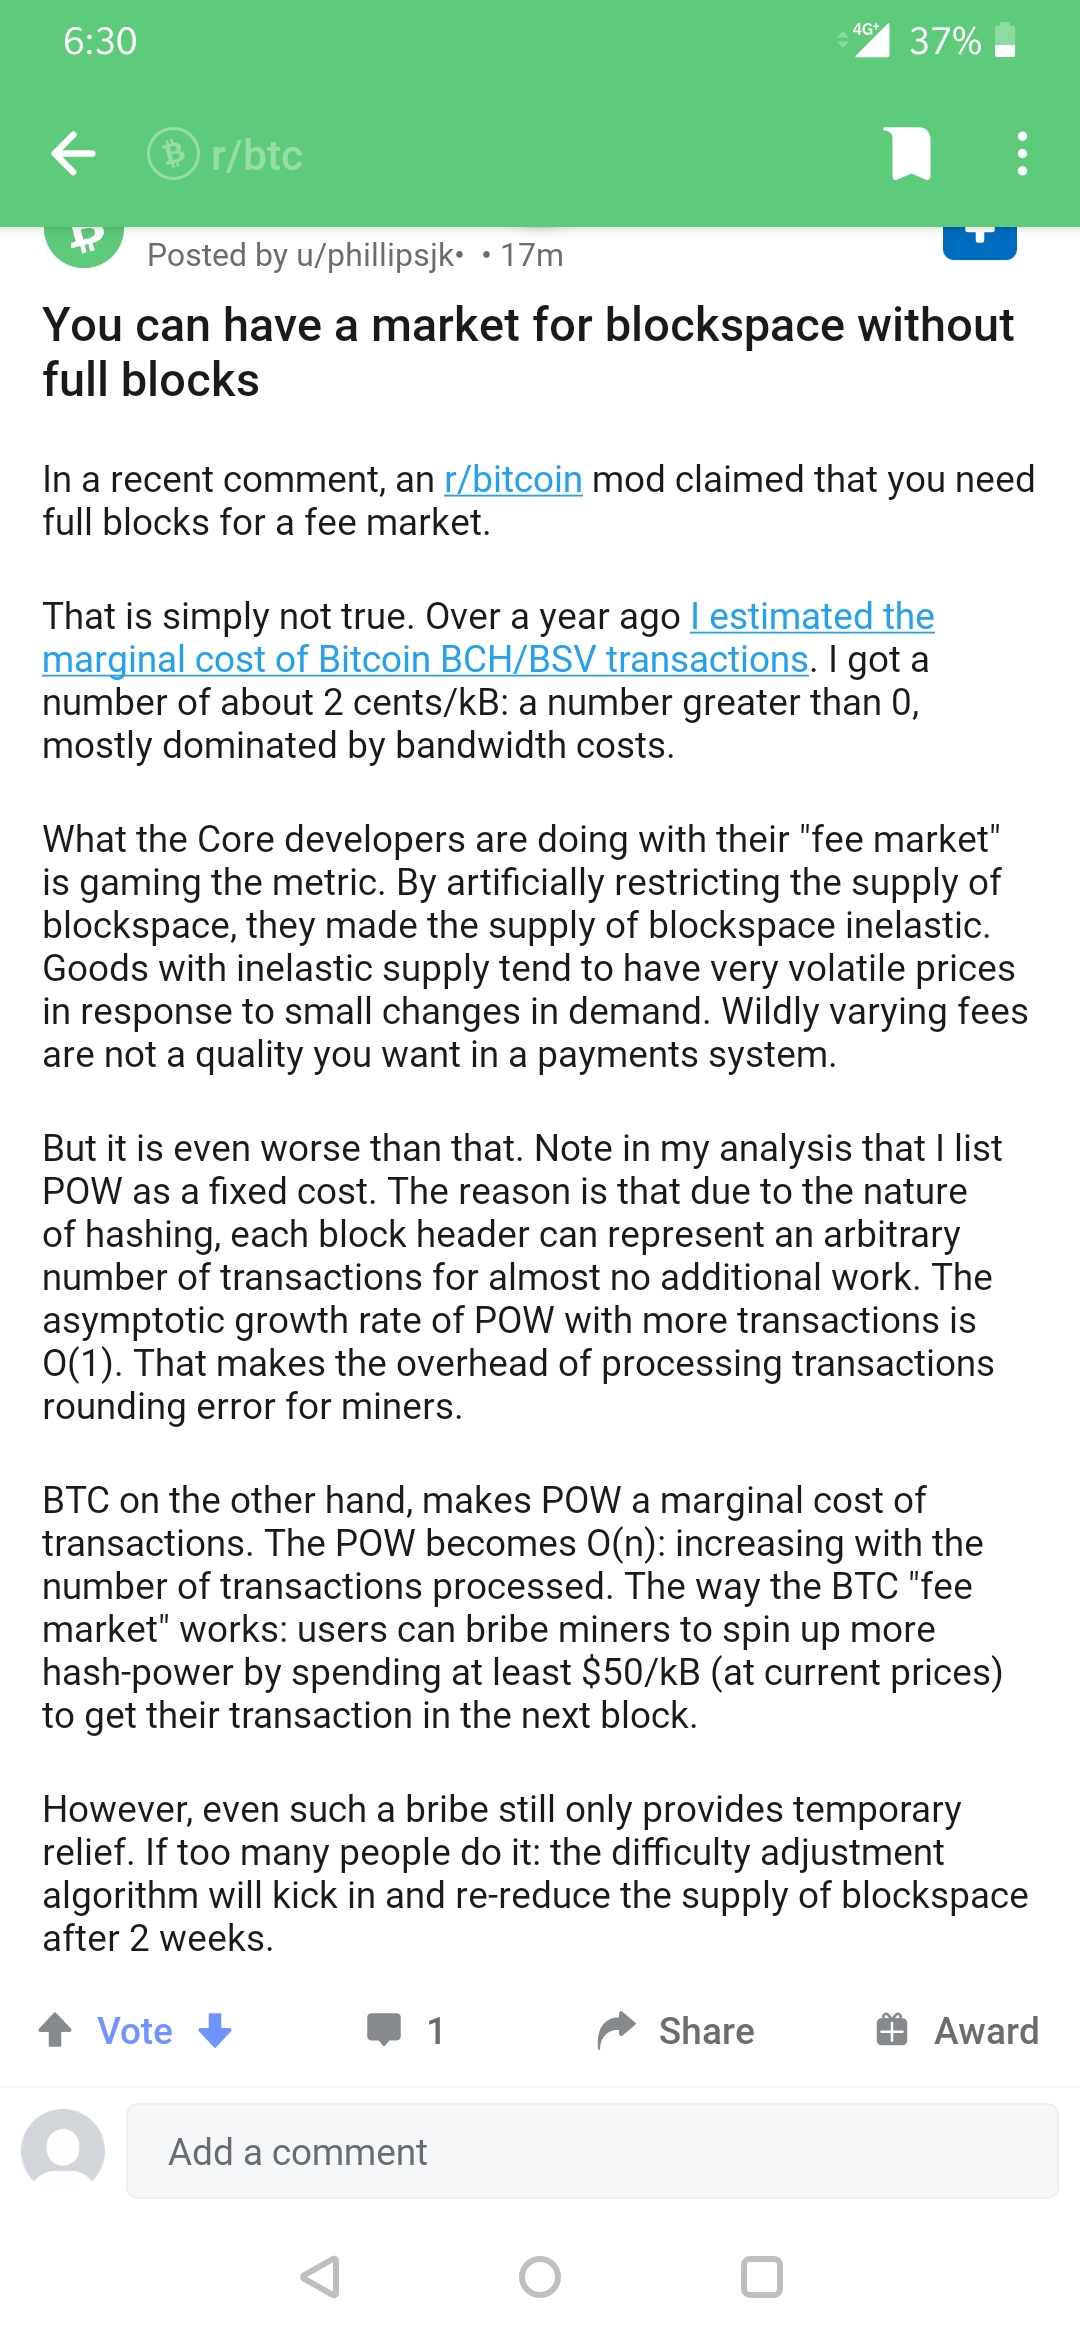 6:30
4G+ 37%
r/btc
Posted by u/phillipsjk• • 17m
You can have a market for blockspace without
full blocks
In a recent comment, an r/bitcoin mod claimed that you need
full blocks for a fee market.
That is simply not true. Over a year ago I estimated the
marginal cost of Bitcoin BCH/BSV transactions. I got a
number of about 2 cents/kB: a number greater than 0,
mostly dominated by bandwidth costs.
What the Core developers are doing with their "fee market"
is gaming the metric. By artificially restricting the supply of
blockspace, they made the supply of blockspace inelastic.
Goods with inelastic supply tend to have very volatile prices
in response to small changes in demand. Wildly varying fees
are not a quality you want in a payments system.
But it is even worse than that. Note in my analysis that I list
POW as a fixed cost. The reason is that due to the nature
of hashing, each block header can represent an arbitrary
number of transactions for almost no additional work. The
asymptotic growth rate of POW with more transactions is
O(1). That makes the overhead of processing transactions
rounding error for miners.
BTC on the other hand, makes POW a marginal cost of
transactions. The POW becomes O(n): increasing with the
number of transactions processed. The way the BTC "fee
market" works: users can bribe miners to spin up more
hash-power by spending at least $50/kB (at current prices)
to get their transaction in the next block.
However, even such a bribe still only provides temporary
relief. If too many people do it: the difficulty adjustment
algorithm will kick in and re-reduce the supply of blockspace
after 2 weeks.
Vote 1 Share Award
Add a comment